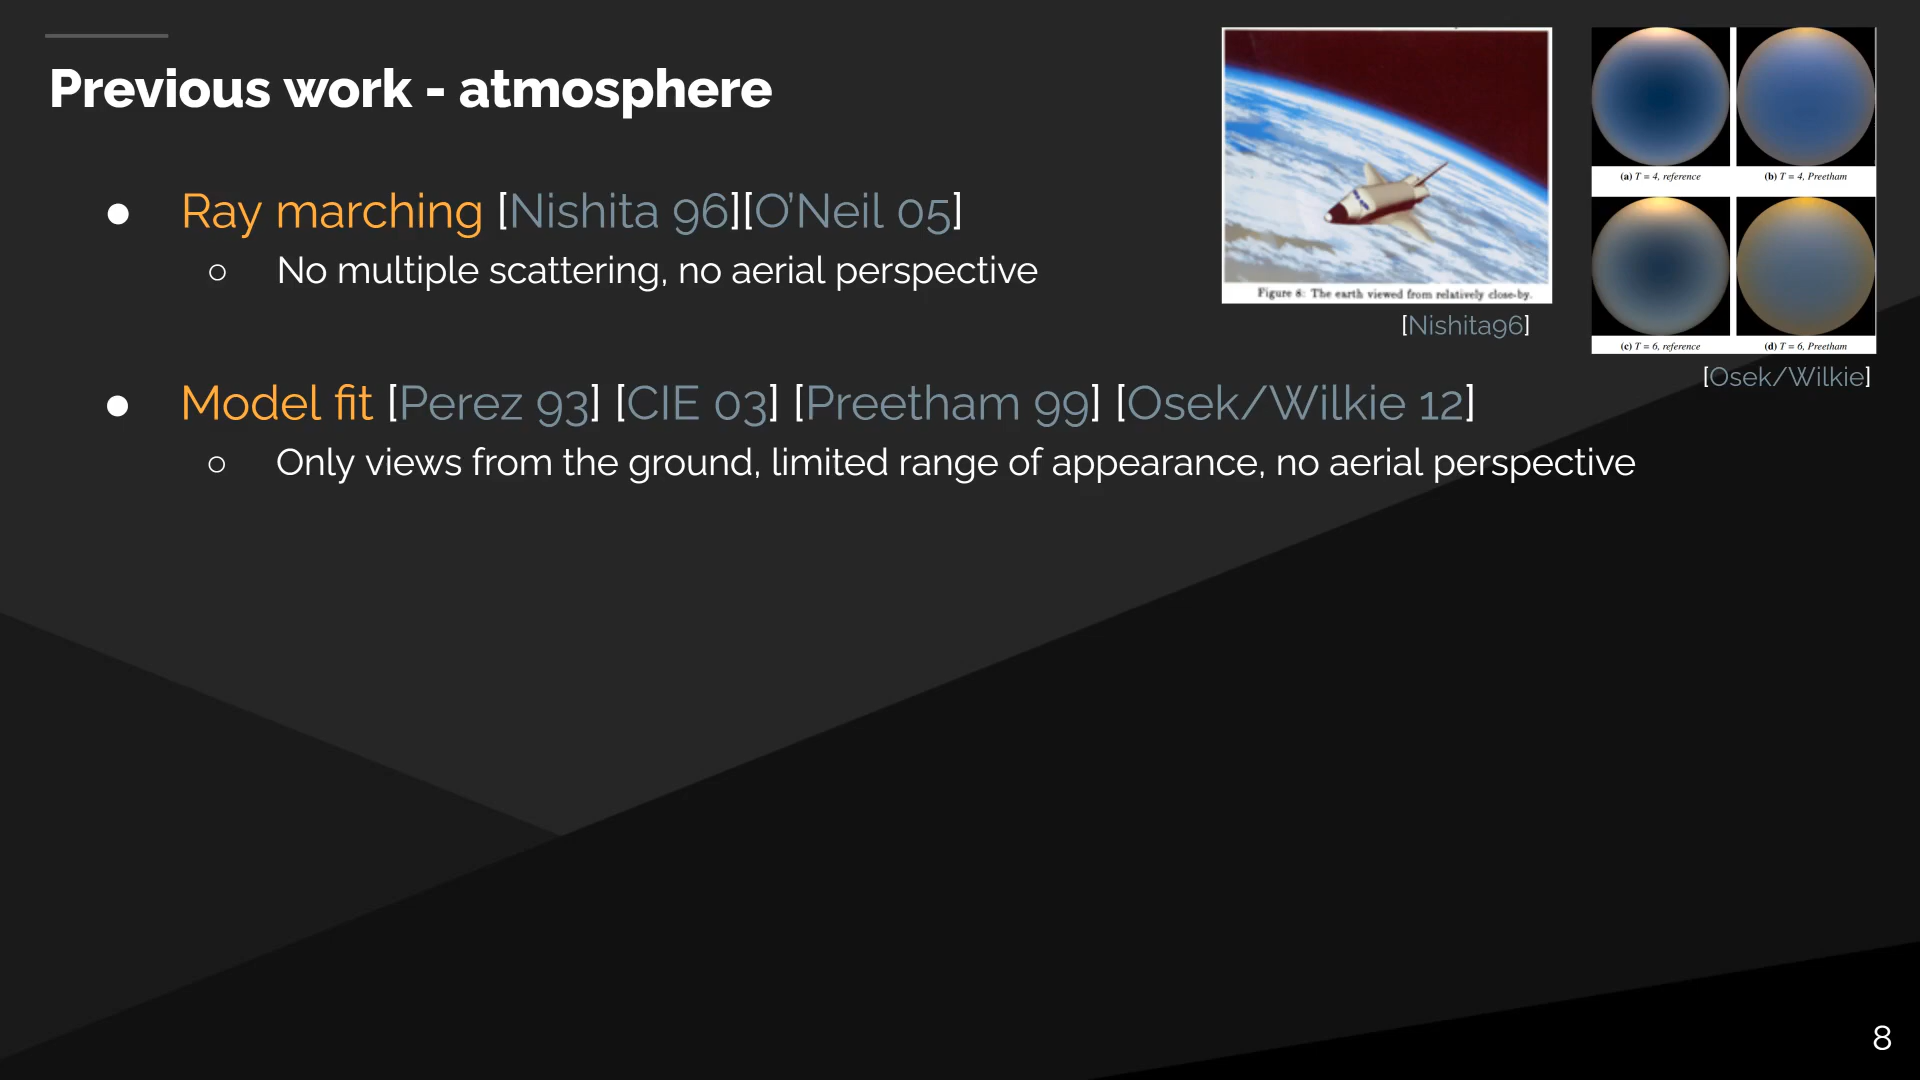 Previous work - atmosphere
● Ray marching [Nishita 96][O’Neil 05]
○ No multiple scattering, no aerial perspective
● Model fit [Perez 93] [CIE 03] [Preetham 99] [Osek/Wilkie 12]
○ Only views from the ground, limited range of appearance, no aerial perspective
Figure 8: The earth viewed from relatively close-by.
[Nishita96]
(a) T = 4, reference
(b) T = 4, Preetham
(c) T = 6, reference
(d) T = 6, Preetham
[Osek/Wilkie]
8